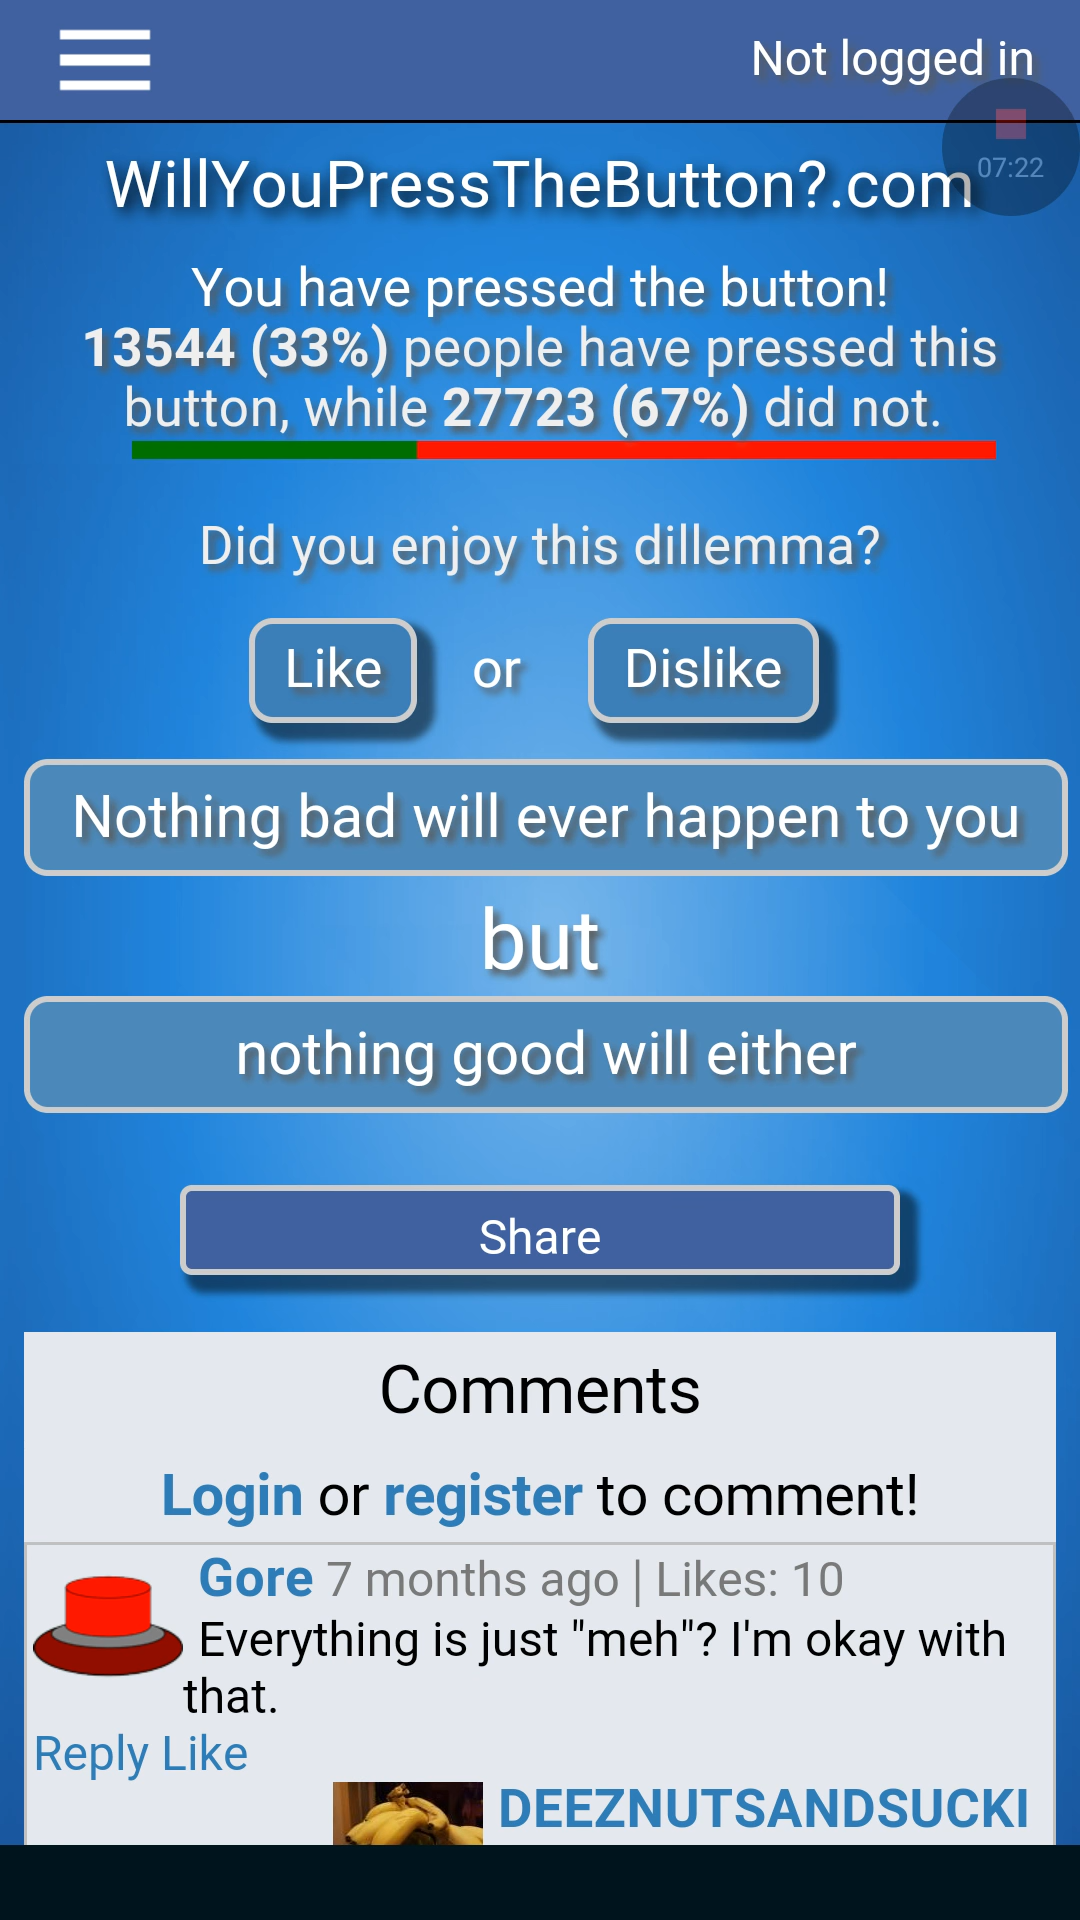 Not logged in
07:22
WillYouPressTheButton?.com
You have pressed the button!
13544 (33%) people have pressed this
button, while 27723 (67%) did not.
Did you enjoy this dillemma?
Like or Dislike
Nothing bad will ever happen to you
but
nothing good will either
Share
Comments
Login or register to comment!
Gore 7 months ago | Likes: 10
Everything is just "meh"? I'm okay with
that.
Reply Like
DEEZNUTSANDSUCKI